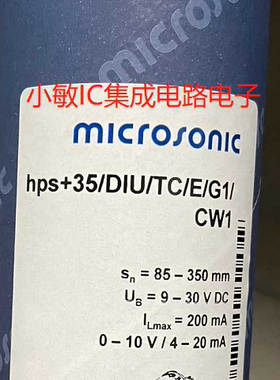 小敏IC集成电路电子
microsonic
hps+35/DIU/TC/E/G1/
CW1
sn = 85 – 350 mm
UB = 9 – 30 V DC
ILmax = 200 mA
0 – 10 V / 4 – 20 mA